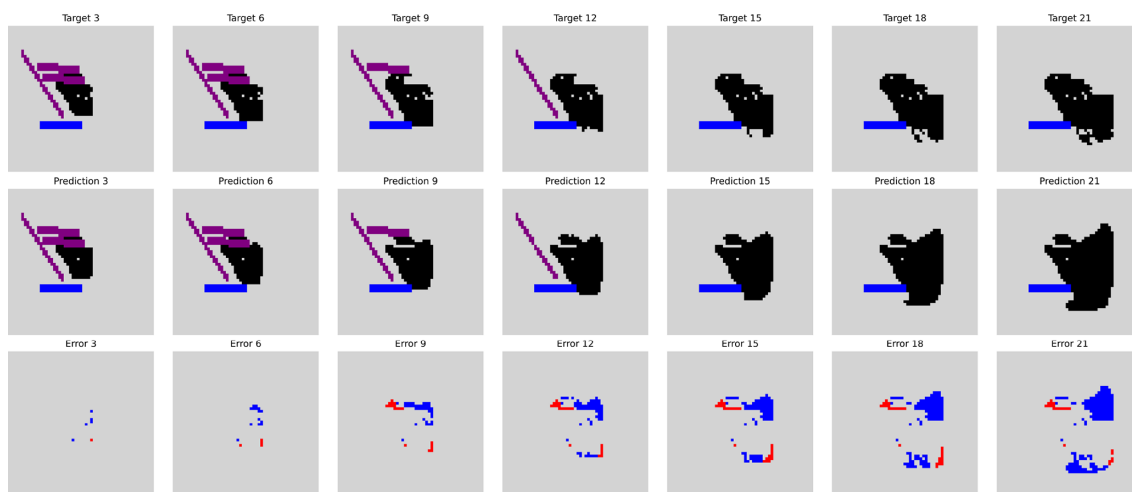 Target 3 Target 6 Target 9 Target 12 Target 15 Target 18 Target 21
Prediction 3 Prediction 6 Prediction 9 Prediction 12 Prediction 15 Prediction 18 Prediction 21
Error 3 Error 6 Error 9 Error 12 Error 15 Error 18 Error 21